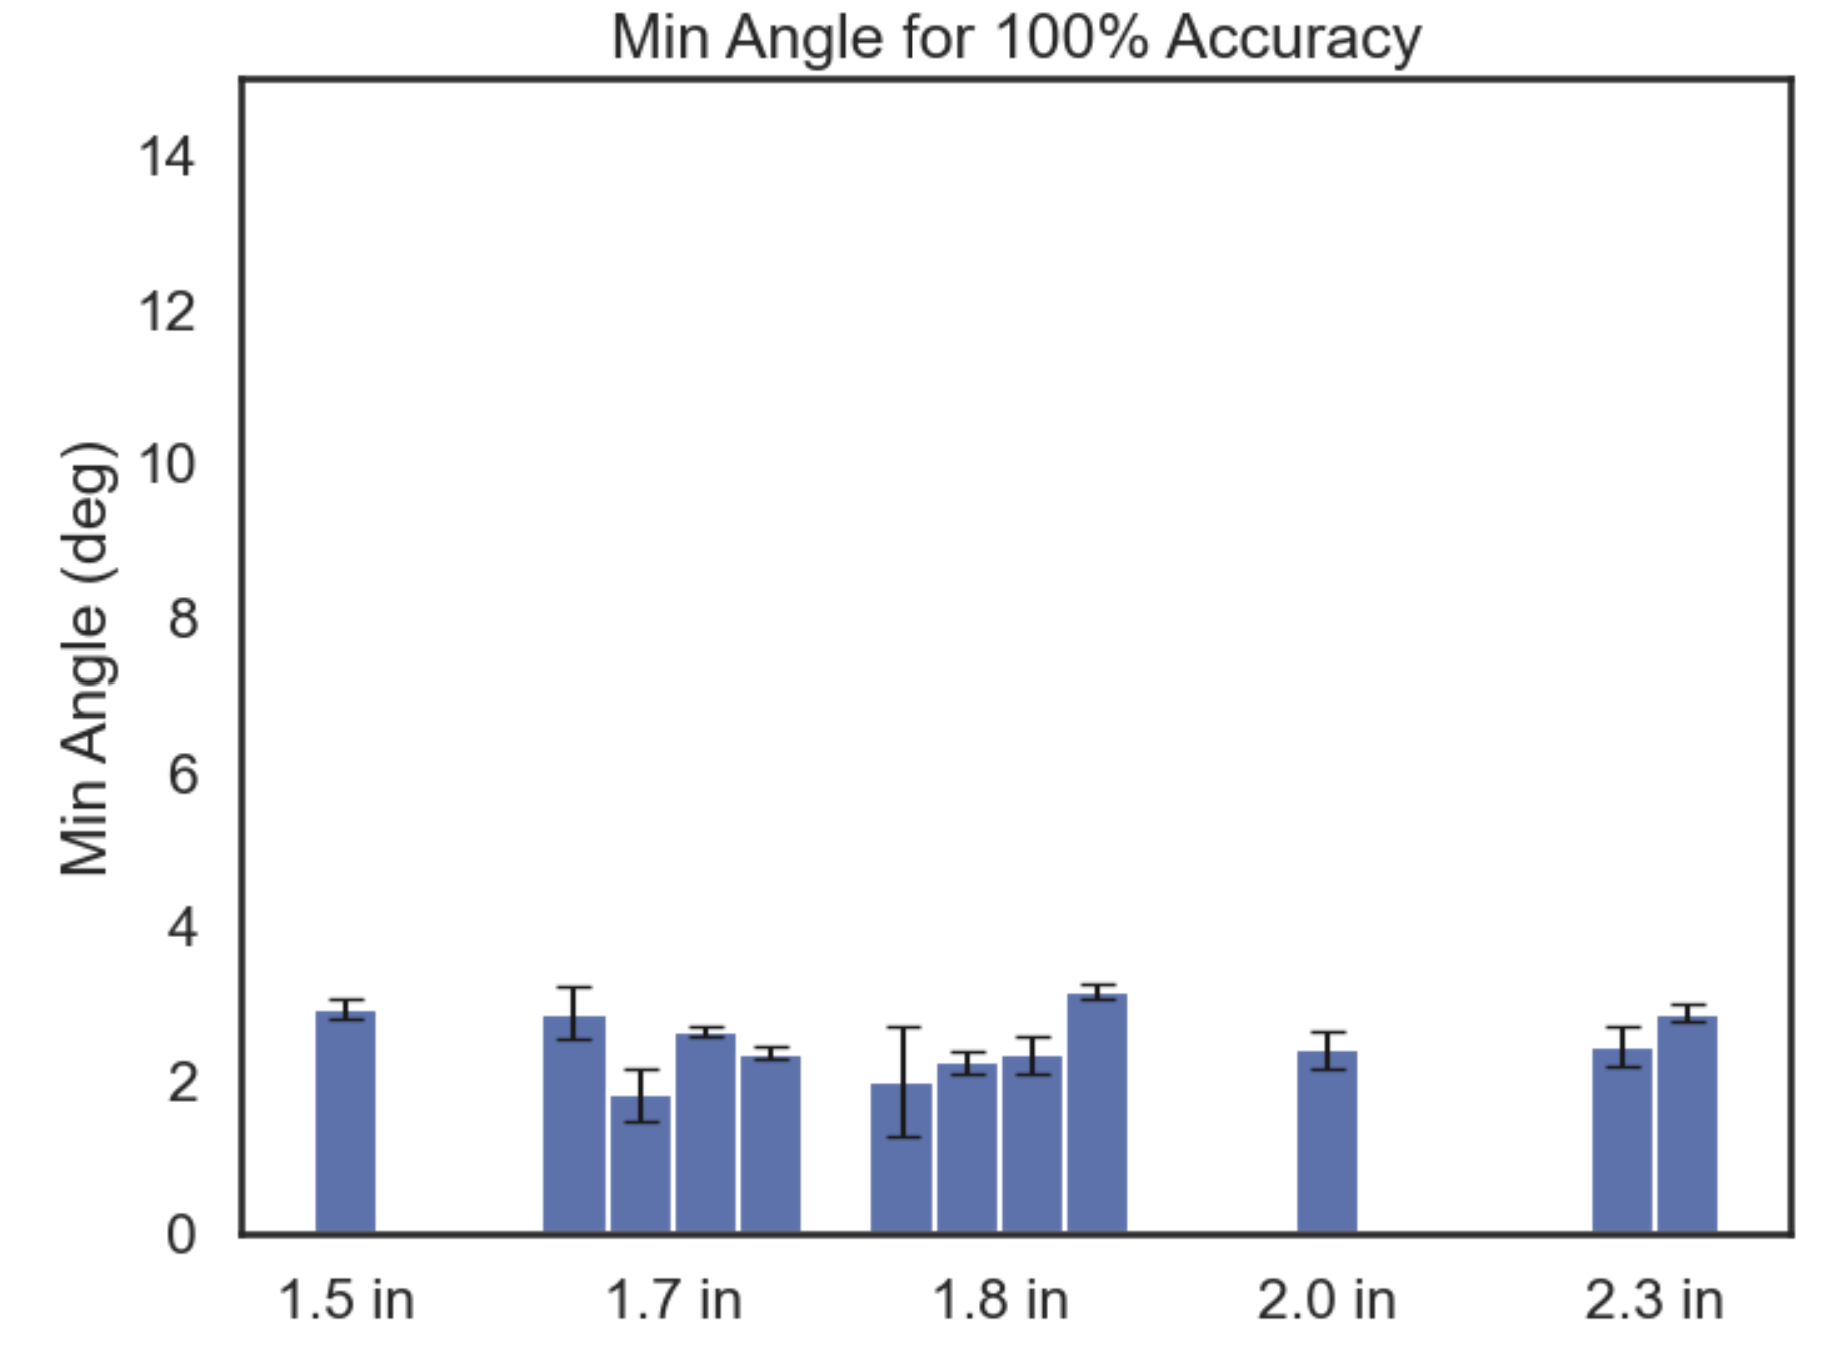 Min Angle for 100% Accuracy
Min Angle (deg)
14
12
10
8
6
4
2
0
1.5 in
1.7 in
1.8 in
2.0 in
2.3 in